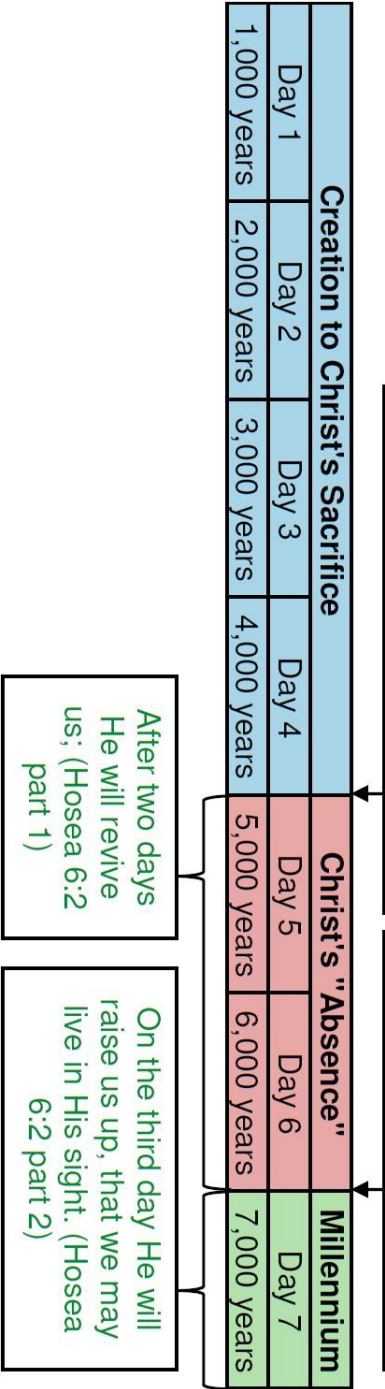 Creation to Christ's Sacrifice Christ's "Absence" Millennium
Day 1 Day 2 Day 3 Day 4 Day 5 Day 6 Day 7
1,000 years 2,000 years 3,000 years 4,000 years 5,000 years 6,000 years 7,000 years
After two days
He will revive
us; (Hosea 6:2
part 1)
On the third day He will
raise us up, that we may
live in His sight. (Hosea
6:2 part 2)